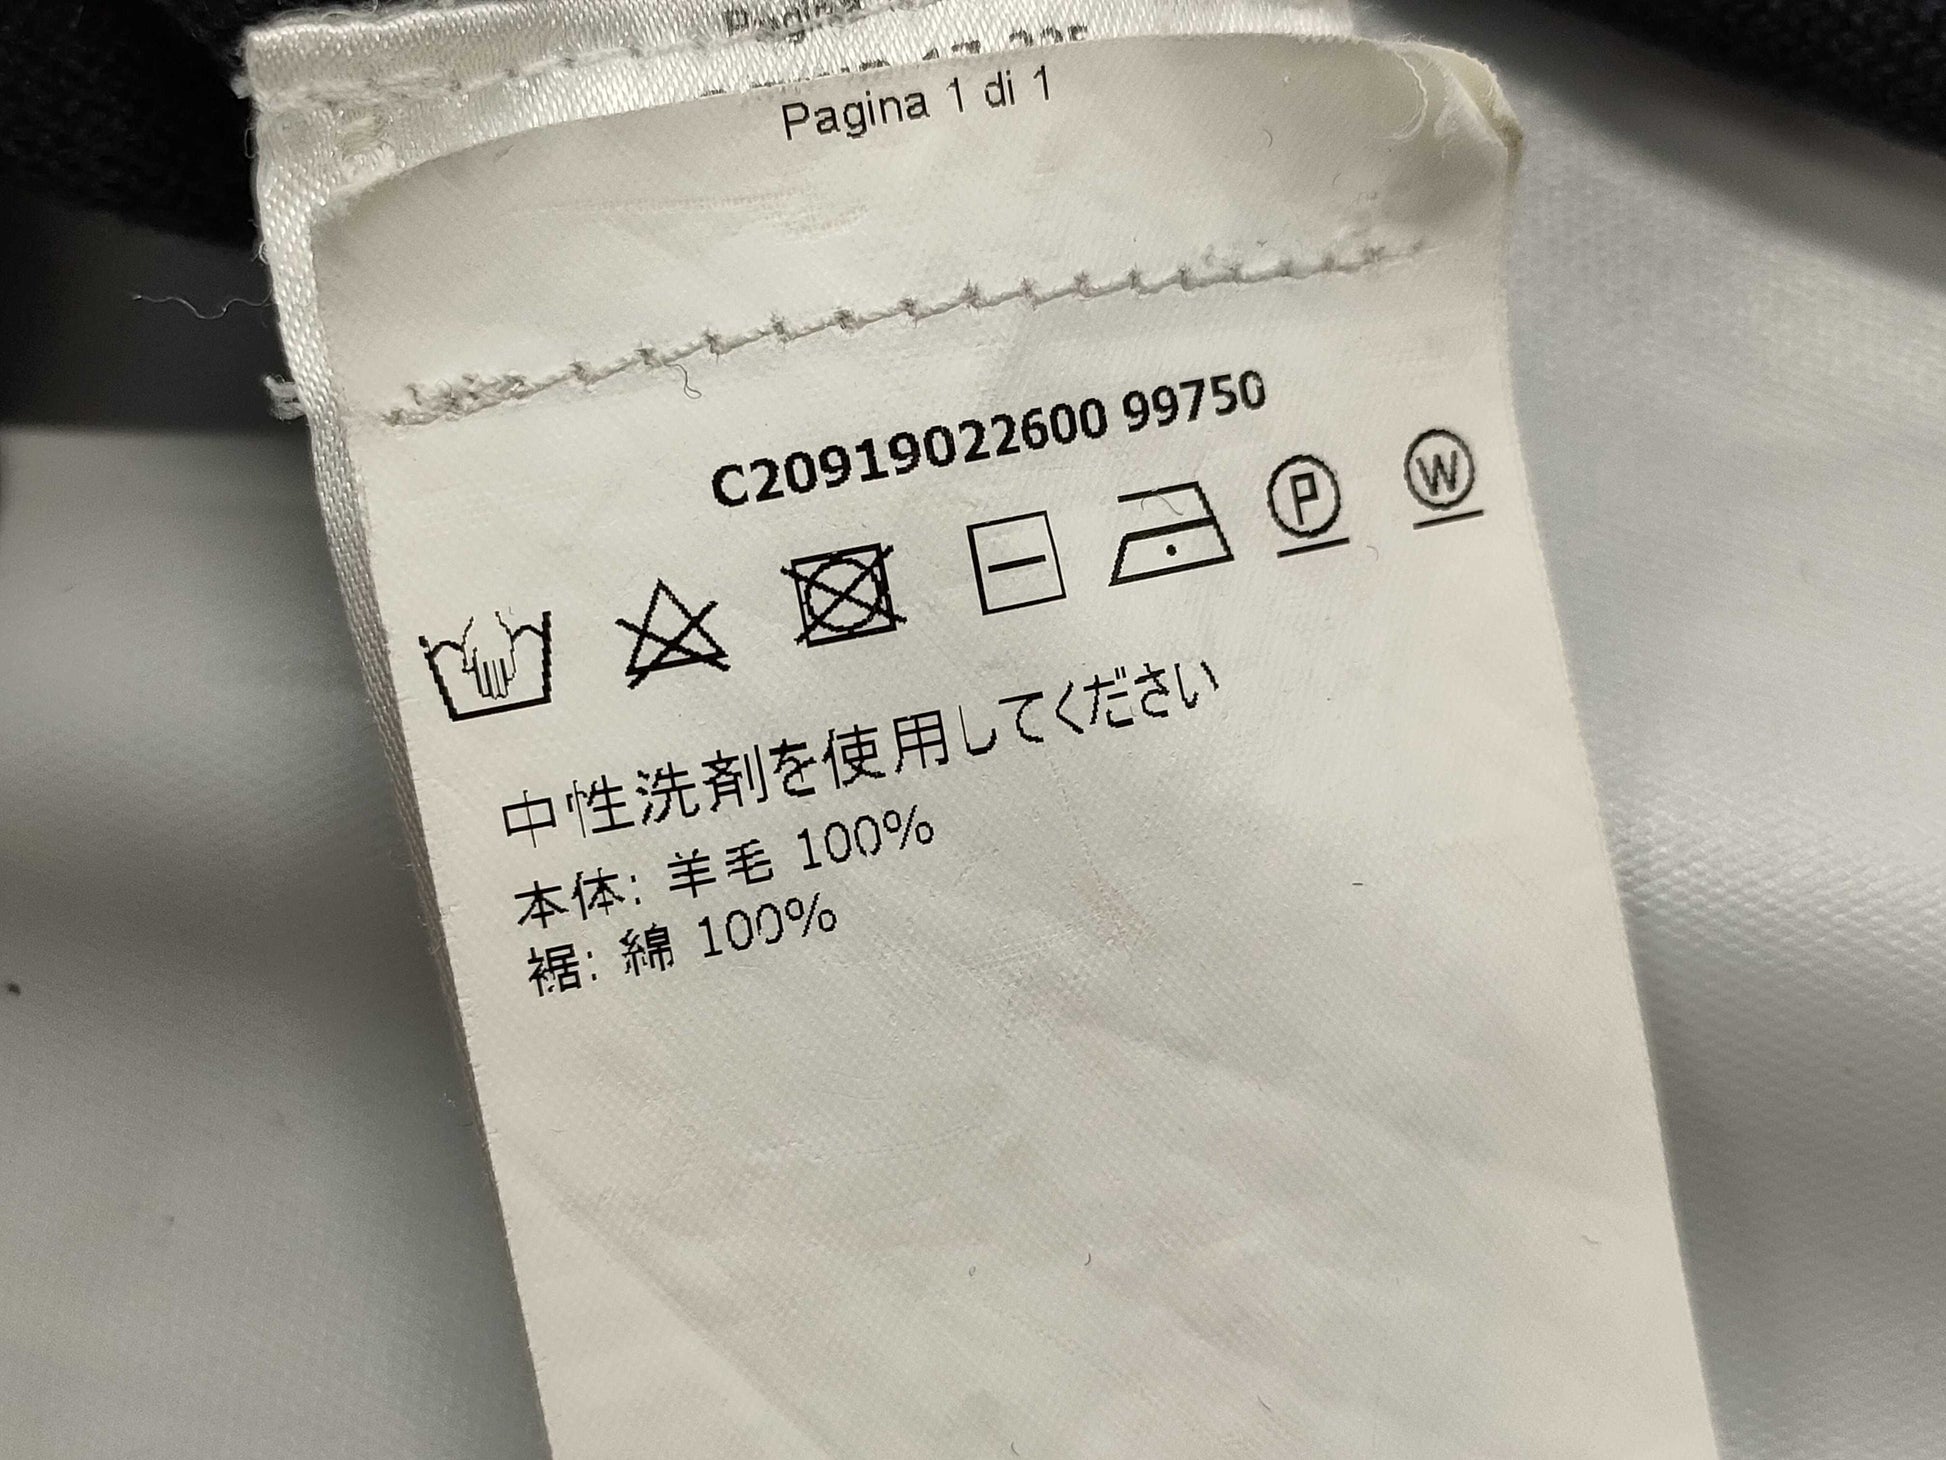 Pagina
Pagina 1 di 1
C20919022600 99750
P W
中性洗剤を使用してください
本体: 羊毛 100%
裾: 綿 100%